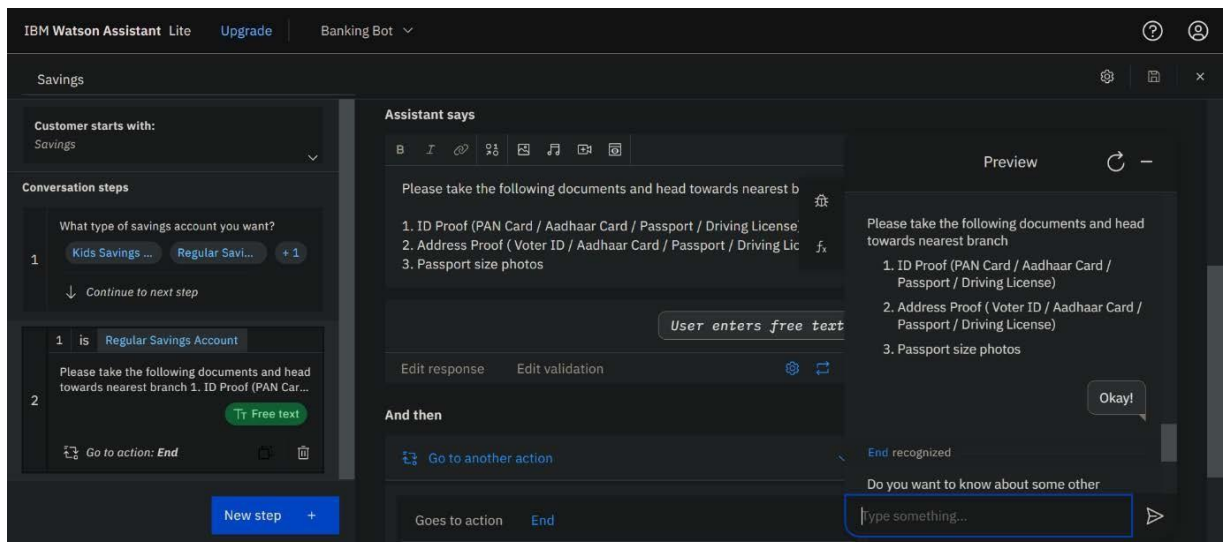 IBM Watson Assistant Lite Upgrade Banking Bot
Savings
Customer starts with:
Savings
Conversation steps
1
What type of savings account you want?
Kids Savings ... Regular Savi... + 1
Continue to next step
2
1 is Regular Savings Account
Please take the following documents and head
towards nearest branch 1. ID Proof (PAN Car...
Free text
Go to action: End
New step +
Assistant says
B I
Please take the following documents and head towards nearest b
1. ID Proof (PAN Card / Aadhaar Card / Passport / Driving License)
2. Address Proof ( Voter ID / Aadhaar Card / Passport / Driving Lic
3. Passport size photos
User enters free text
Edit response Edit validation
And then
Go to another action
Goes to action End
fx
Preview
Please take the following documents and head
towards nearest branch
1. ID Proof (PAN Card / Aadhaar Card /
Passport / Driving License)
2. Address Proof ( Voter ID / Aadhaar Card /
Passport / Driving License)
3. Passport size photos
Okay!
End recognized
Do you want to know about some other
Type something...